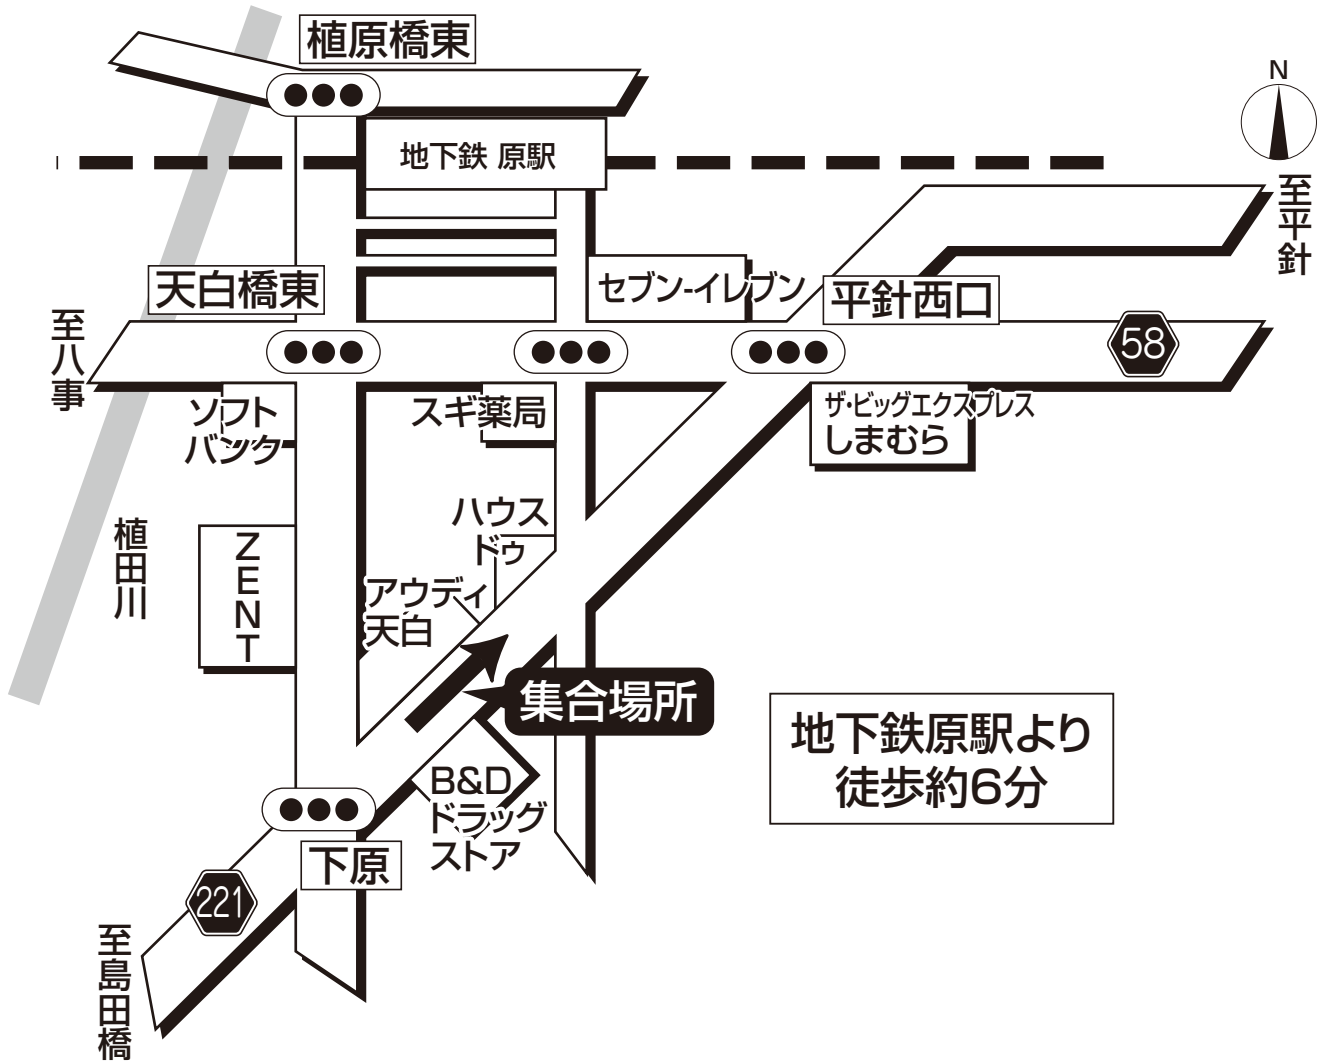 植原橋東
N
地下鉄 原駅
至平針
天白橋東
セブン-イレブン
平針西口
至八事
58
ソフト
バンク
スギ薬局
ザ・ビッグエクスプレス
しまむら
ハウス
ドゥ
植田川
ZENT
アウディ
天白
集合場所
地下鉄原駅より
徒歩約6分
B&D
ドラッグ
ストア
下原
221
至島田橋